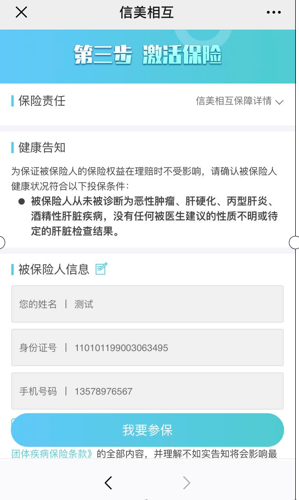 信美相互
第三步 激活保险
保险责任
信美相互保障详情
健康告知
为保证被保险人的保险权益在理赔时不受影响，请确认被保险人
健康状况符合以下投保条件：
● 被保险人从未被诊断为恶性肿瘤、肝硬化、丙型肝炎、
酒精性肝脏疾病，没有任何被医生建议的性质不明或待
定的肝脏检查结果。
被保险人信息
您的姓名 | 测试
身份证号 | 110101199003063495
手机号码 | 13578976567
我要参保
团体疾病保险条款》的全部内容，并理解不如实告知将会影响最